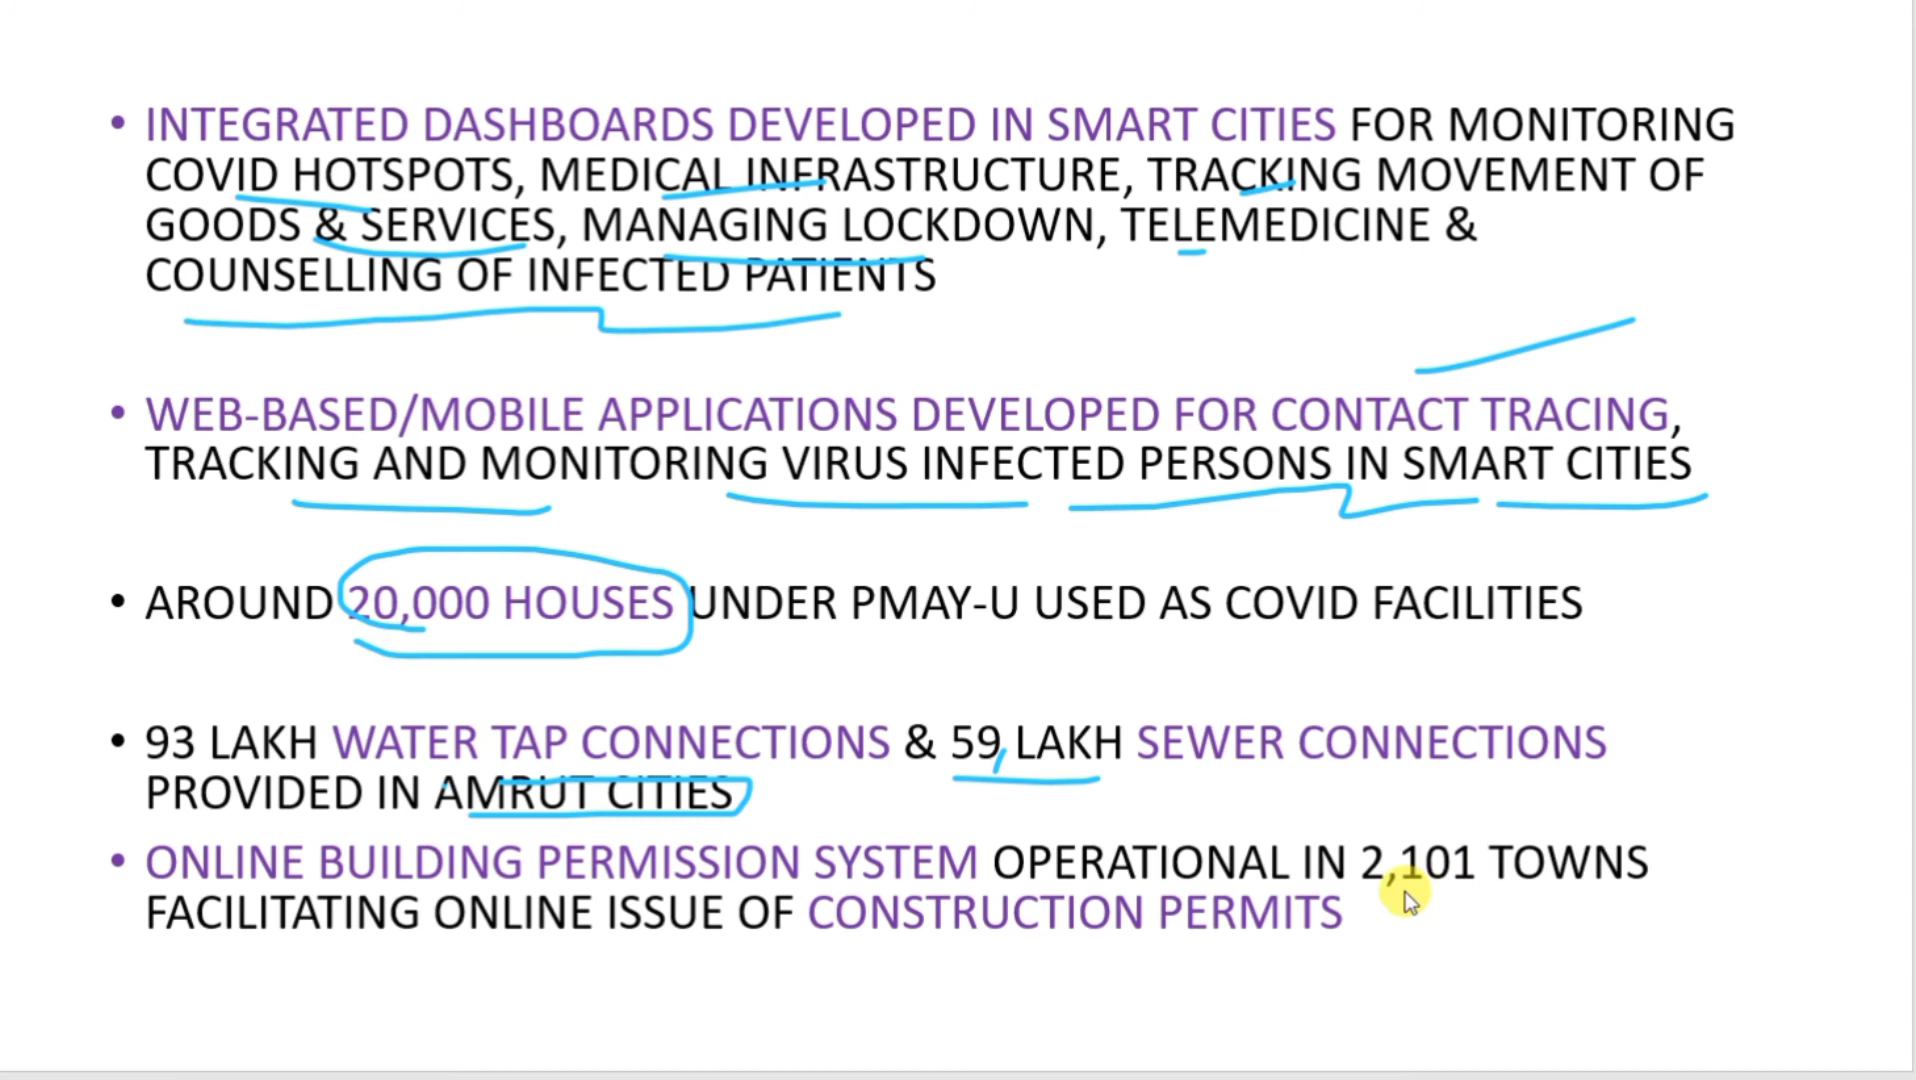 • INTEGRATED DASHBOARDS DEVELOPED IN SMART CITIES FOR MONITORING
COVID HOTSPOTS, MEDICAL INFRASTRUCTURE, TRACKING MOVEMENT OF
GOODS & SERVICES, MANAGING LOCKDOWN, TELEMEDICINE &
COUNSELLING OF INFECTED PATIENTS
• WEB-BASED/MOBILE APPLICATIONS DEVELOPED FOR CONTACT TRACING,
TRACKING AND MONITORING VIRUS INFECTED PERSONS IN SMART CITIES
• AROUND 20,000 HOUSES UNDER PMAY-U USED AS COVID FACILITIES
• 93 LAKH WATER TAP CONNECTIONS & 59 LAKH SEWER CONNECTIONS
PROVIDED IN AMRUT CITIES
• ONLINE BUILDING PERMISSION SYSTEM OPERATIONAL IN 2,101 TOWNS
FACILITATING ONLINE ISSUE OF CONSTRUCTION PERMITS